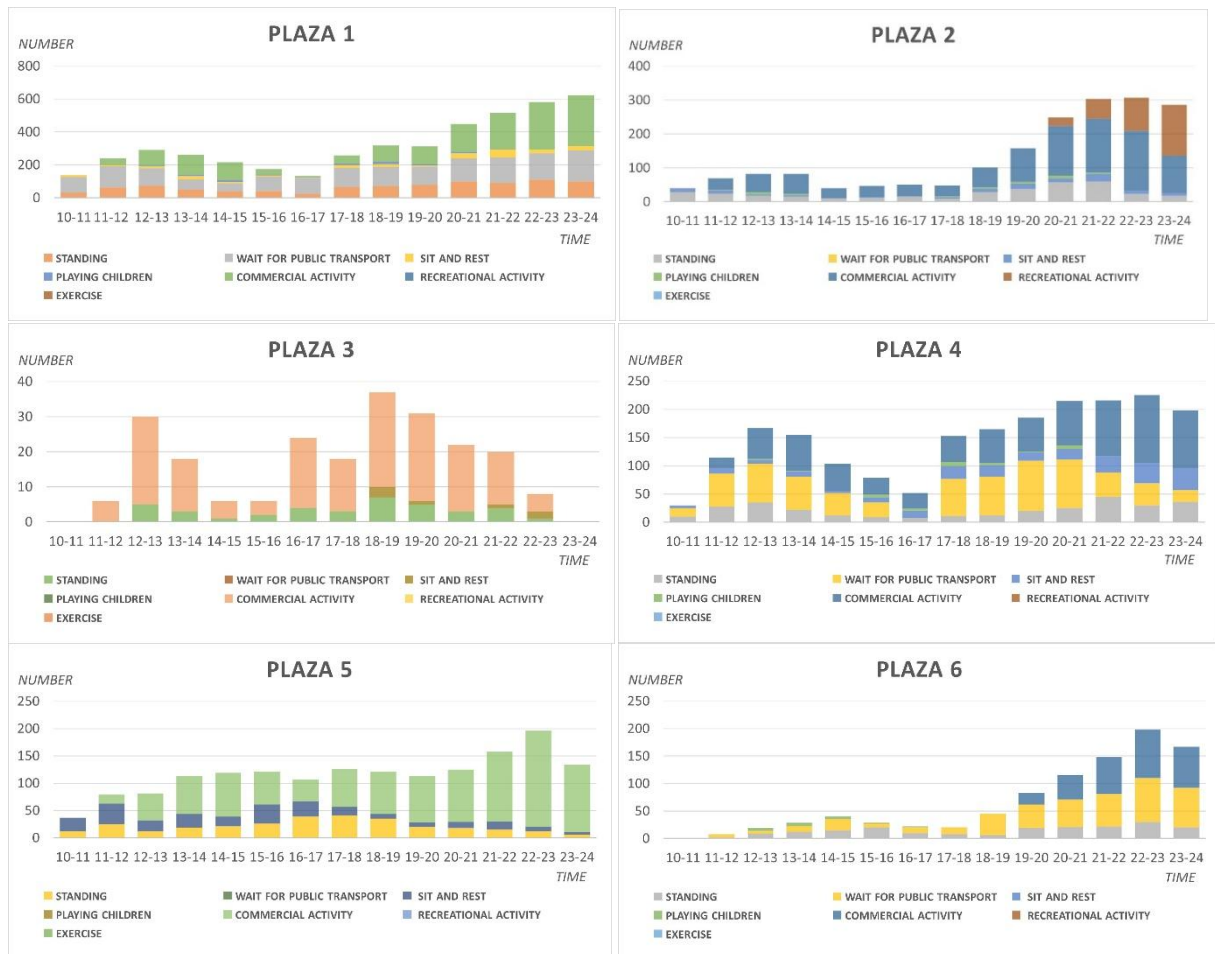 PLAZA 1
NUMBER
800
600
400
200
0
10-11 11-12 12-13 13-14 14-15 15-16 16-17 17-18 18-19 19-20 20-21 21-22 22-23 23-24
TIME
STANDING WAIT FOR PUBLIC TRANSPORT SIT AND REST
PLAYING CHILDREN COMMERCIAL ACTIVITY RECREATIONAL ACTIVITY
EXERCISE
PLAZA 2
NUMBER
400
300
200
100
0
10-11 11-12 12-13 13-14 14-15 15-16 16-17 17-18 18-19 19-20 20-21 21-22 22-23 23-24
TIME
STANDING WAIT FOR PUBLIC TRANSPORT SIT AND REST
PLAYING CHILDREN COMMERCIAL ACTIVITY RECREATIONAL ACTIVITY
EXERCISE
PLAZA 3
NUMBER
40
30
20
10
0
10-11 11-12 12-13 13-14 14-15 15-16 16-17 17-18 18-19 19-20 20-21 21-22 22-23 23-24
TIME
STANDING WAIT FOR PUBLIC TRANSPORT SIT AND REST
PLAYING CHILDREN COMMERCIAL ACTIVITY RECREATIONAL ACTIVITY
EXERCISE
PLAZA 4
NUMBER
250
200
150
100
50
0
10-11 11-12 12-13 13-14 14-15 15-16 16-17 17-18 18-19 19-20 20-21 21-22 22-23 23-24
TIME
STANDING WAIT FOR PUBLIC TRANSPORT SIT AND REST
PLAYING CHILDREN COMMERCIAL ACTIVITY RECREATIONAL ACTIVITY
EXERCISE
PLAZA 5
NUMBER
250
200
150
100
50
0
10-11 11-12 12-13 13-14 14-15 15-16 16-17 17-18 18-19 19-20 20-21 21-22 22-23 23-24
TIME
STANDING WAIT FOR PUBLIC TRANSPORT SIT AND REST
PLAYING CHILDREN COMMERCIAL ACTIVITY RECREATIONAL ACTIVITY
EXERCISE
PLAZA 6
NUMBER
250
200
150
100
50
0
10-11 11-12 12-13 13-14 14-15 15-16 16-17 17-18 18-19 19-20 20-21 21-22 22-23 23-24
TIME
STANDING WAIT FOR PUBLIC TRANSPORT SIT AND REST
PLAYING CHILDREN COMMERCIAL ACTIVITY RECREATIONAL ACTIVITY
EXERCISE